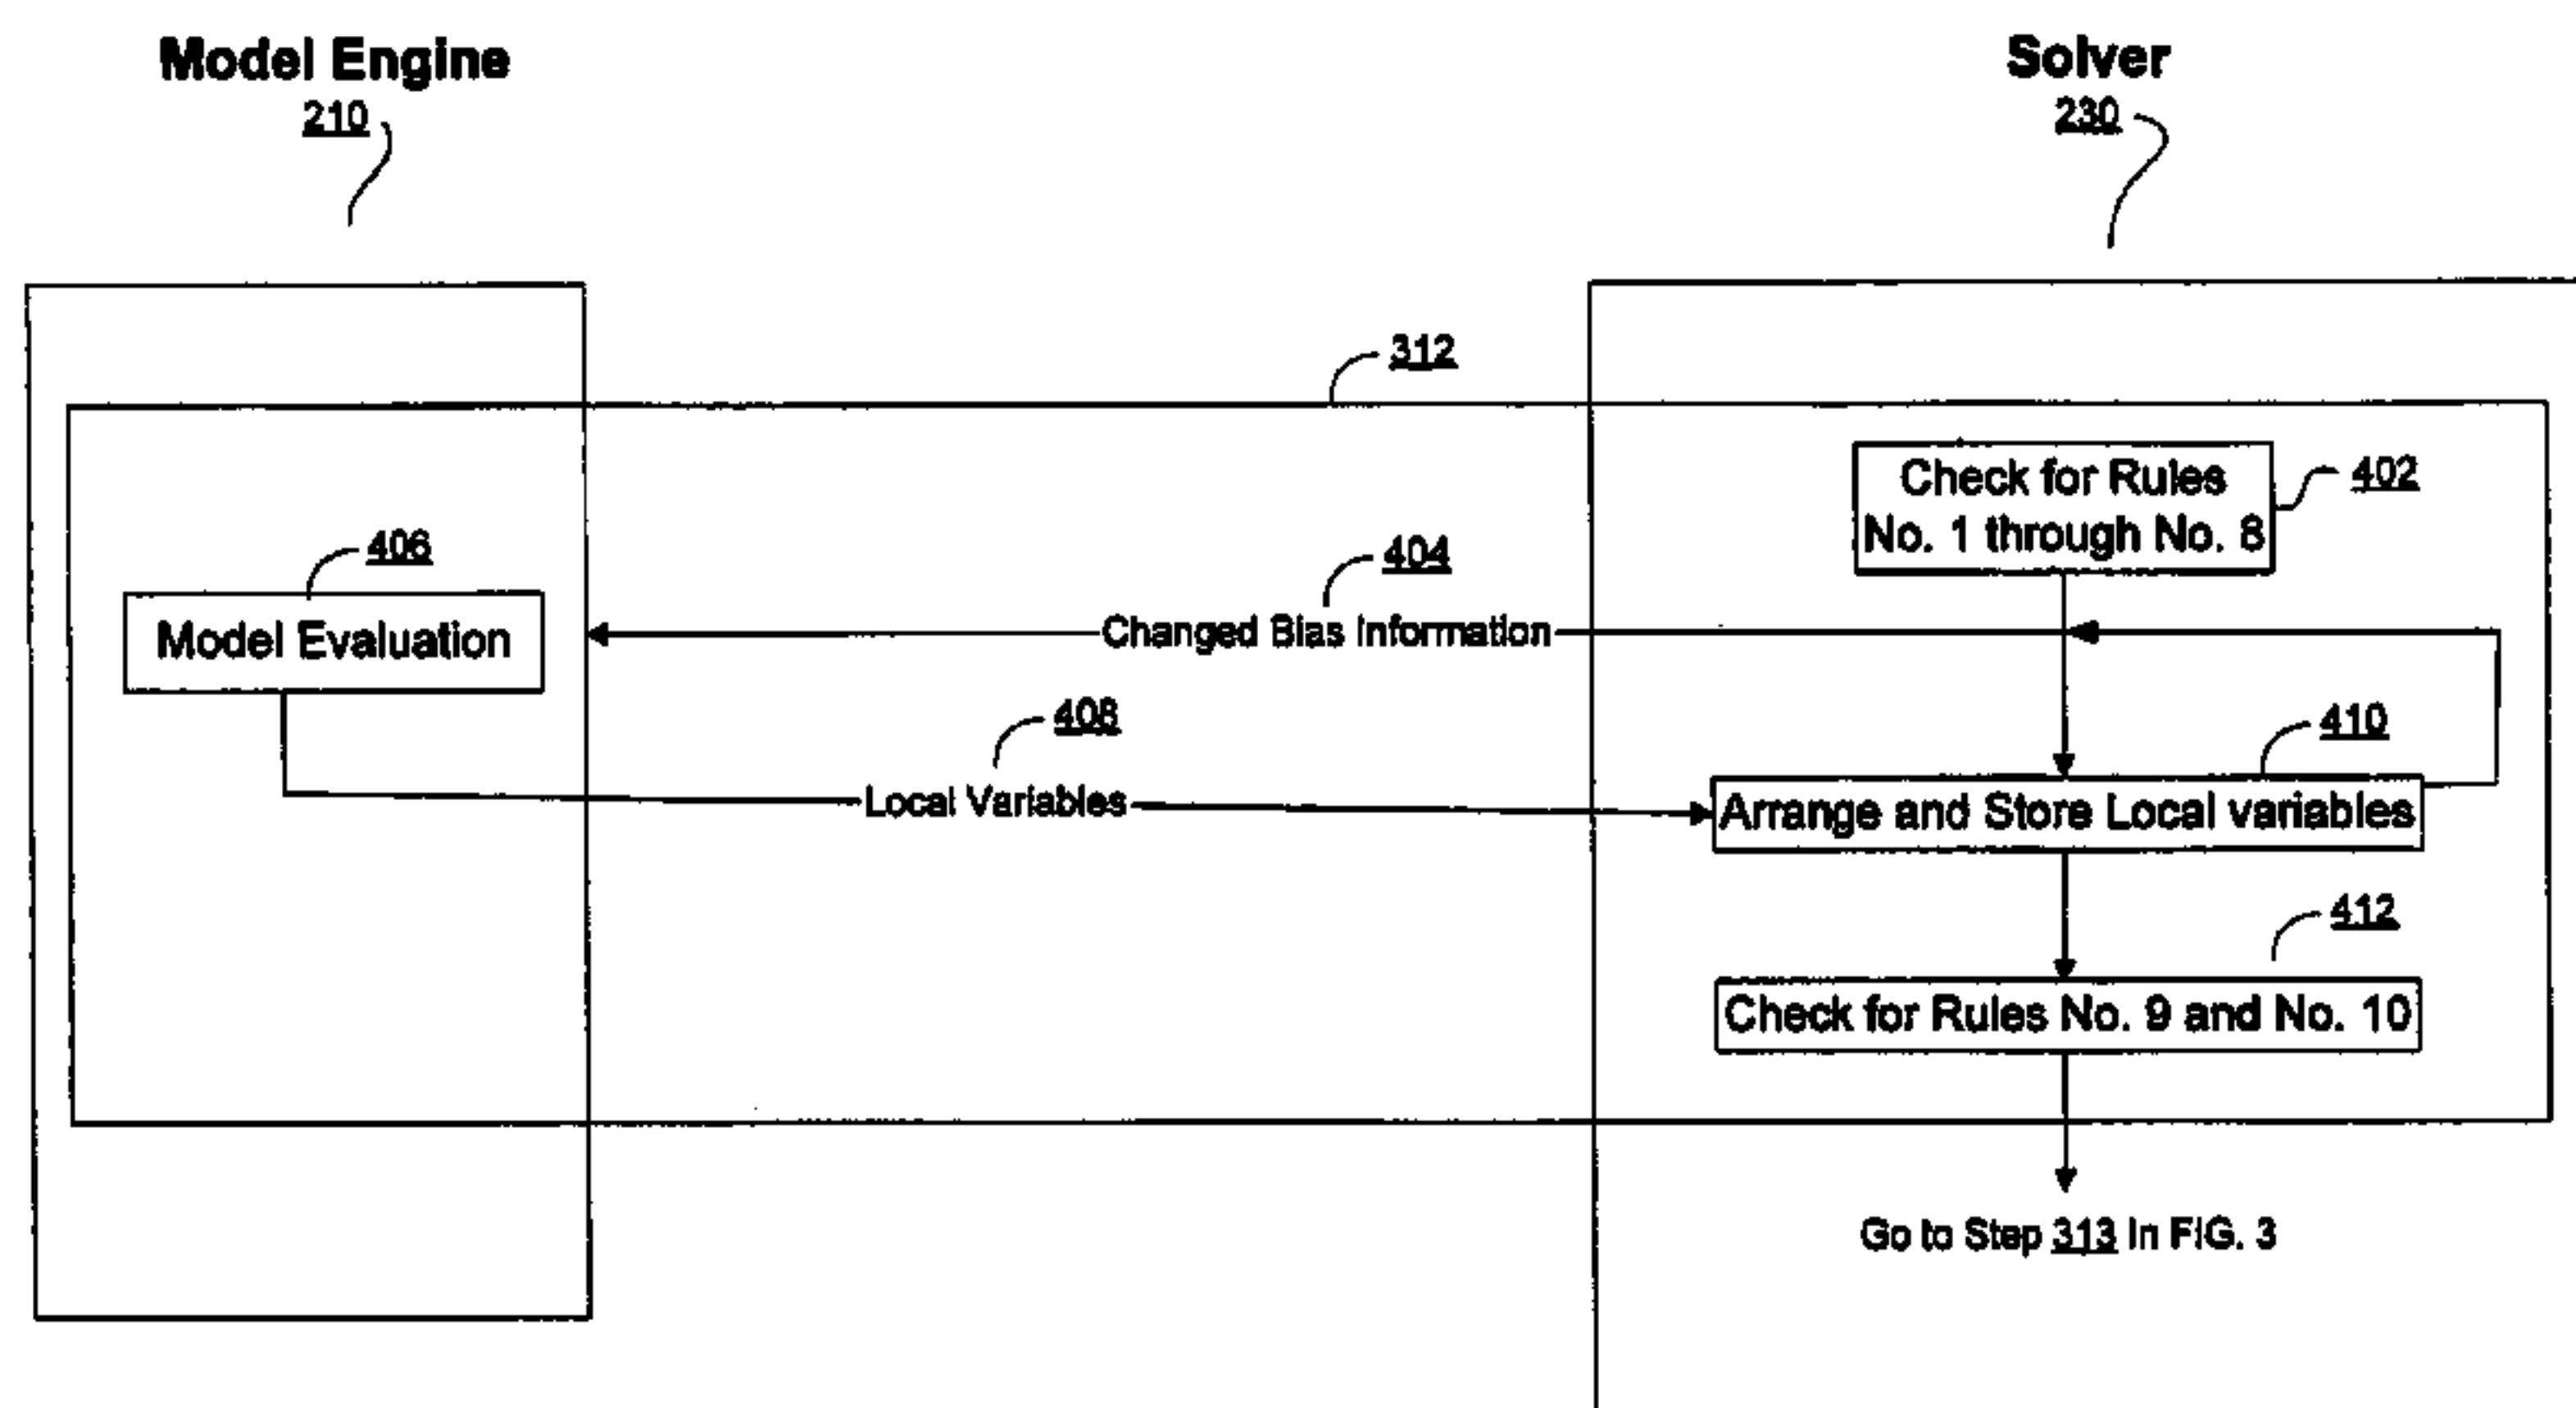 Model Engine
210
Solver
230
312
Check for Rules
No. 1 through No. 8
402
406
404
Model Evaluation
Changed Bias Information
408
410
Local Variables
Arrange and Store Local variables
412
Check for Rules No. 9 and No. 10
Go to Step 313 In FIG. 3